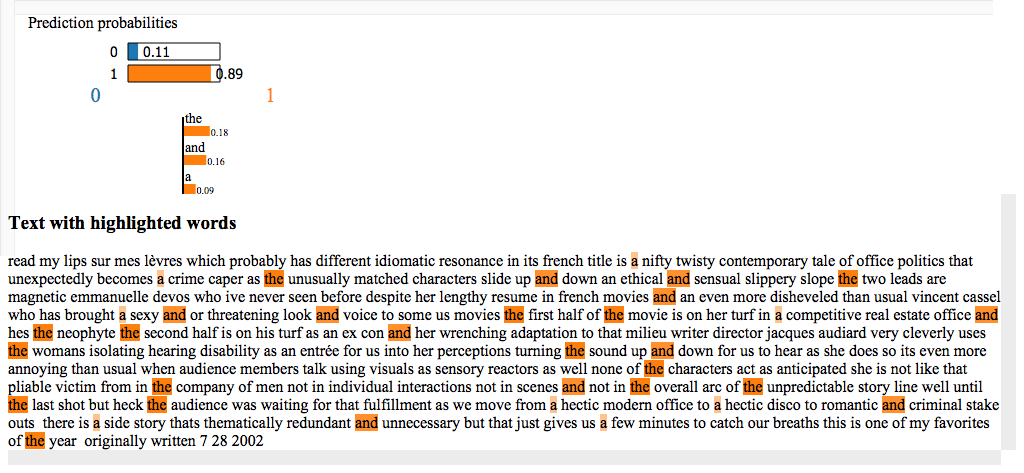 Prediction probabilities
0 0.11
1 0.89
0 1
the
0.18
and
0.16
a
0.09
Text with highlighted words
read my lips sur mes lèvres which probably has different idiomatic resonance in its french title is a nifty twisty contemporary tale of office politics that
unexpectedly becomes a crime caper as the unusually matched characters slide up and down an ethical and sensual slippery slope the two leads are
magnetic emmanuelle devos who ive never seen before despite her lengthy resume in french movies and an even more disheveled than usual vincent cassel
who has brought a sexy and or threatening look and voice to some us movies the first half of the movie is on her turf in a competitive real estate office and
hes the neophyte the second half is on his turf as an ex con and her wrenching adaptation to that milieu writer director jacques audiard very cleverly uses
the womans isolating hearing disability as an entrée for us into her perceptions turning the sound up and down for us to hear as she does so its even more
annoying than usual when audience members talk using visuals as sensory reactors as well none of the characters act as anticipated she is not like that
pliable victim from in the company of men not in individual interactions not in scenes and not in the overall arc of the unpredictable story line well until
the last shot but heck the audience was waiting for that fulfillment as we move from a hectic modern office to a hectic disco to romantic and criminal stake
outs there is a side story thats thematically redundant and unnecessary but that just gives us a few minutes to catch our breaths this is one of my favorites
of the year originally written 7 28 2002